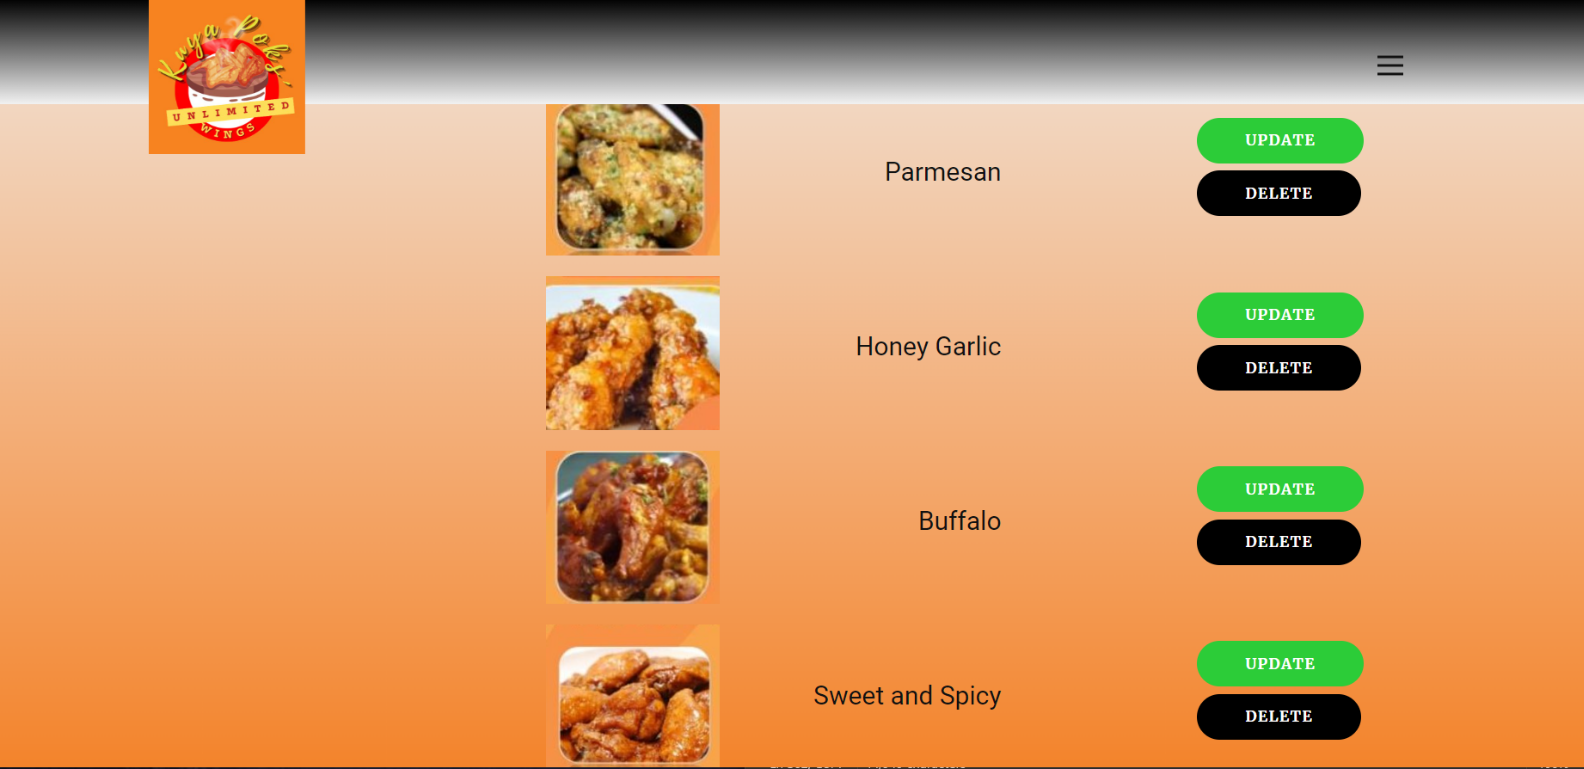 Kuya Poks'
UNLIMITED
WINGS
Parmesan
UPDATE
DELETE
Honey Garlic
UPDATE
DELETE
Buffalo
UPDATE
DELETE
Sweet and Spicy
UPDATE
DELETE